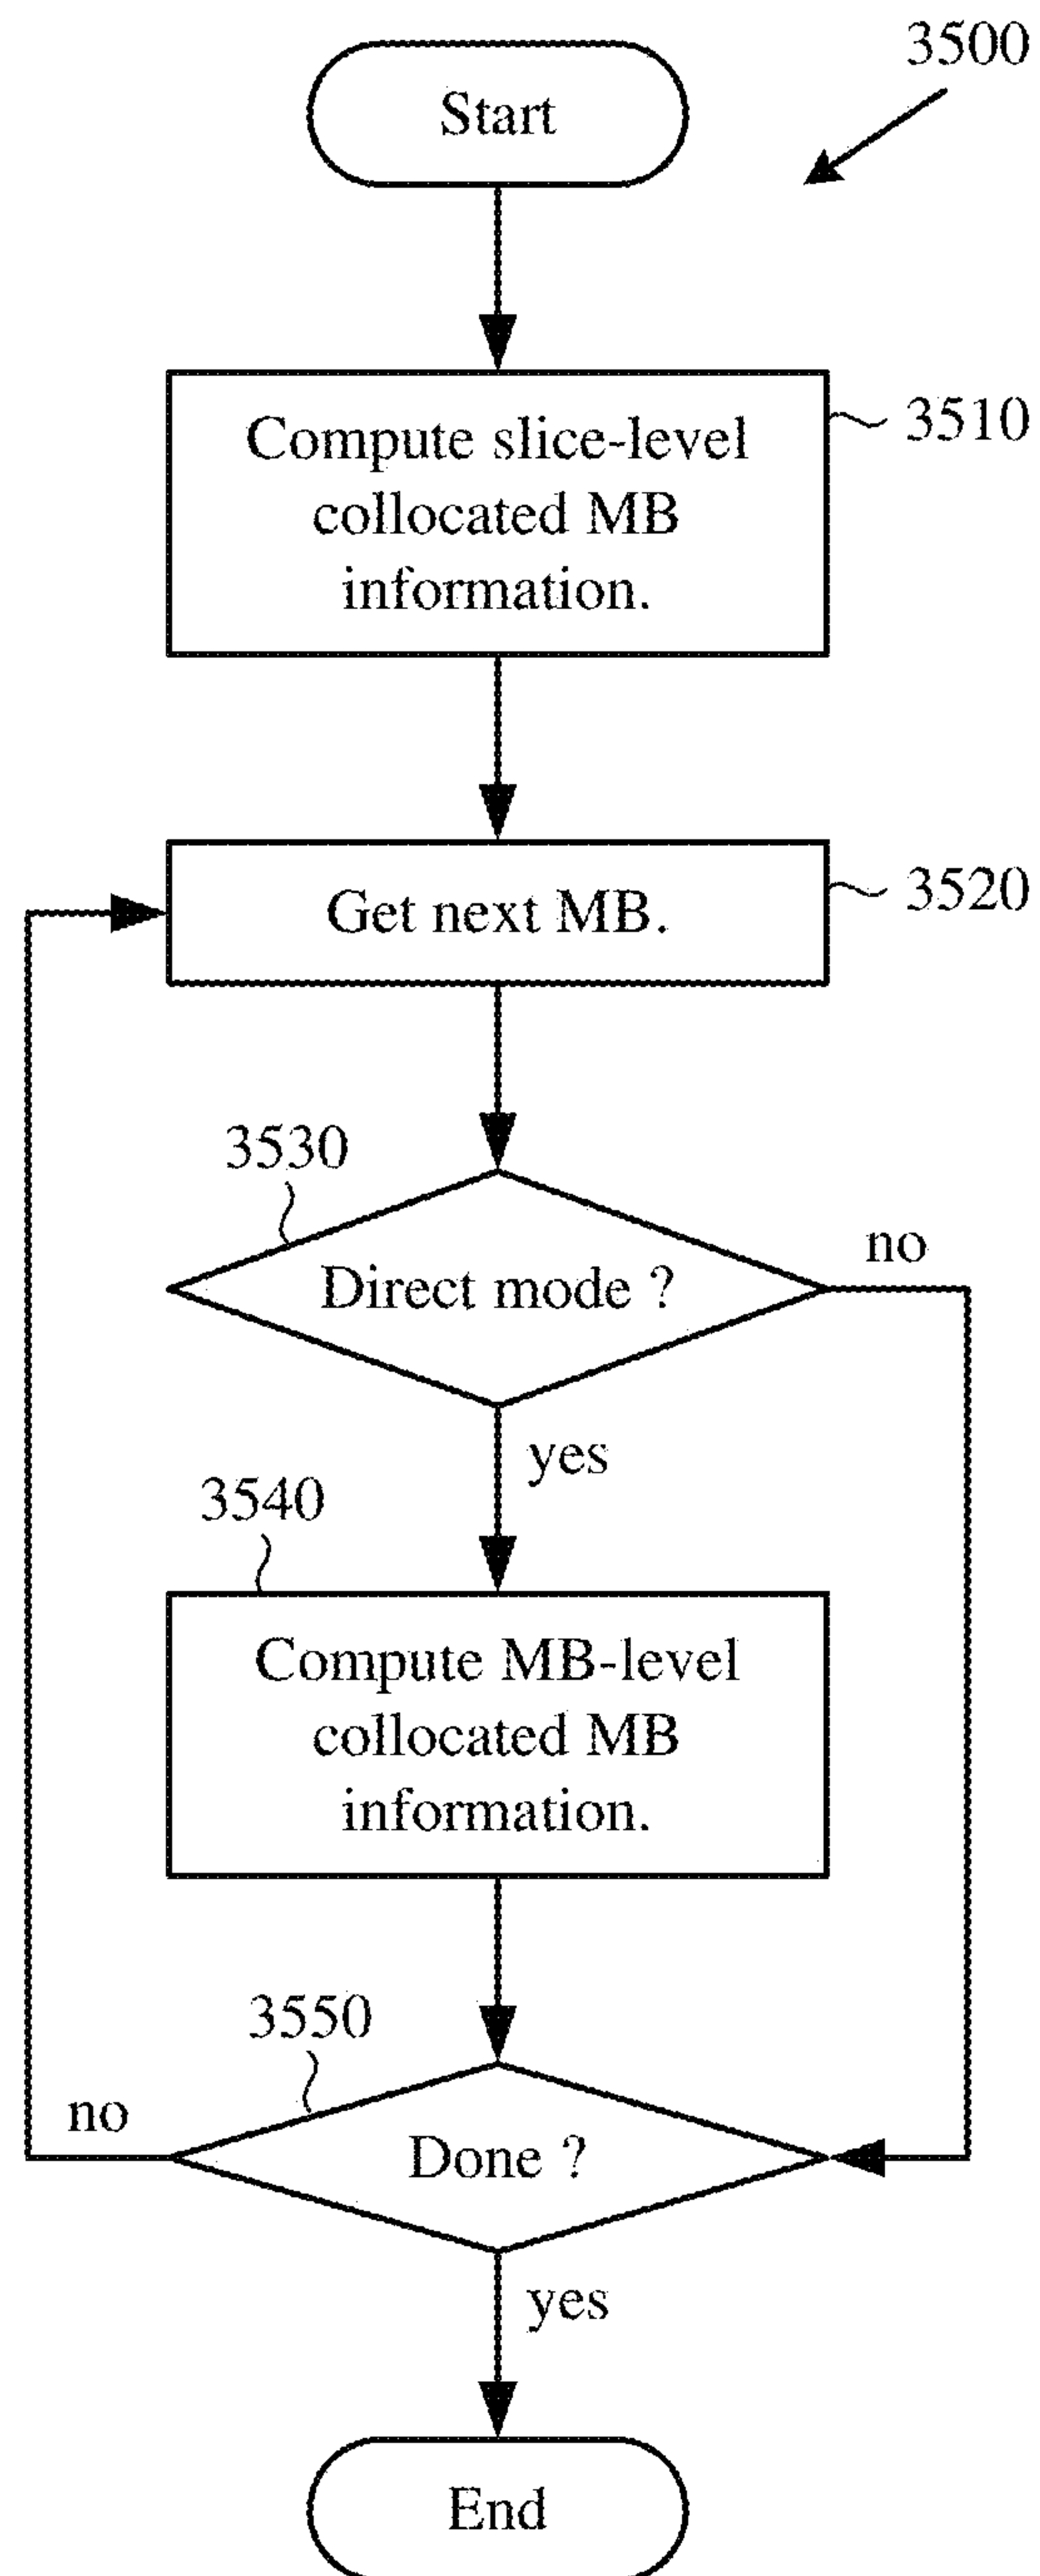 3500
Start
Compute slice-level
collocated MB
information.
3510
Get next MB.
3520
3530
Direct mode ?
no
yes
3540
Compute MB-level
collocated MB
information.
3550
no
Done ?
yes
End